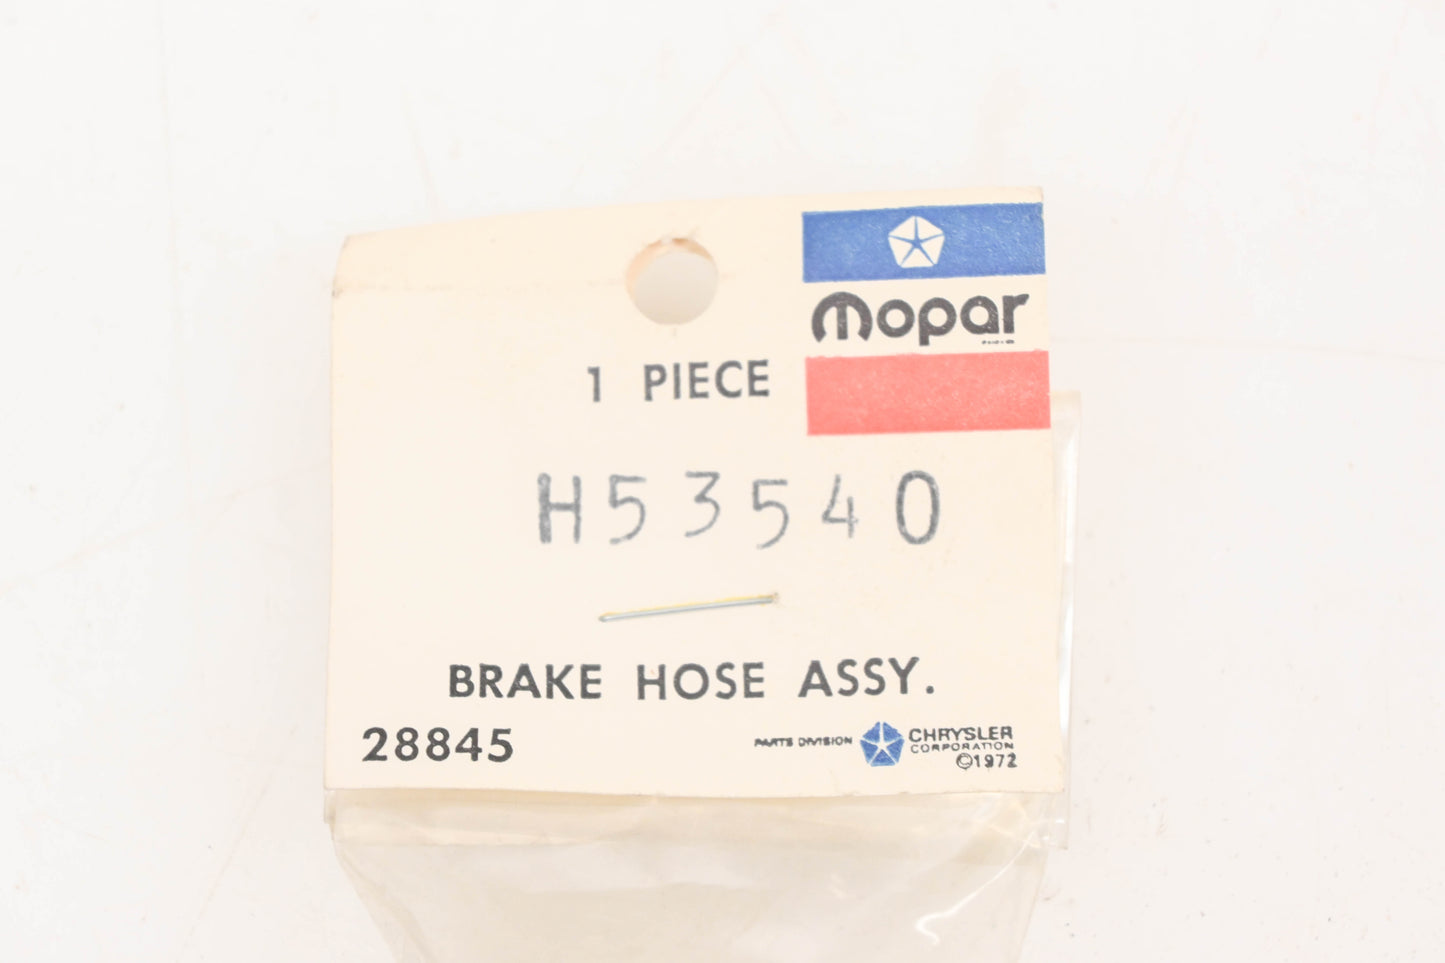 Mopar
1 PIECE
H53540
BRAKE HOSE ASSY.
28845
PARTS DIVISION
CHRYSLER
CORPORATION
©1972